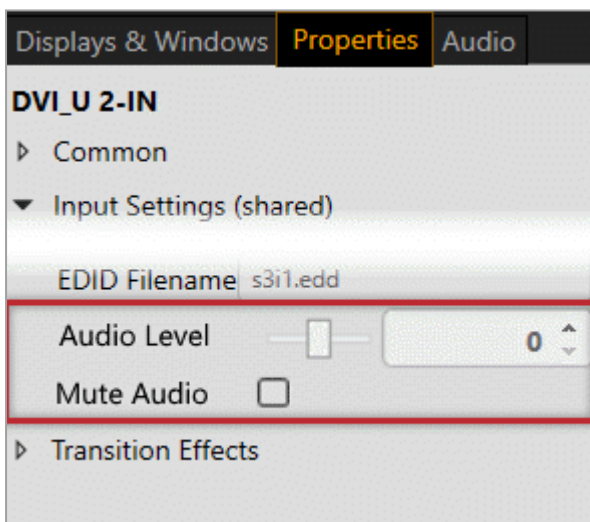 Displays & Windows Properties Audio
DVI_U 2-IN
Common
Input Settings (shared)
EDID Filename s3i1.edd
Audio Level 0
Mute Audio
Transition Effects